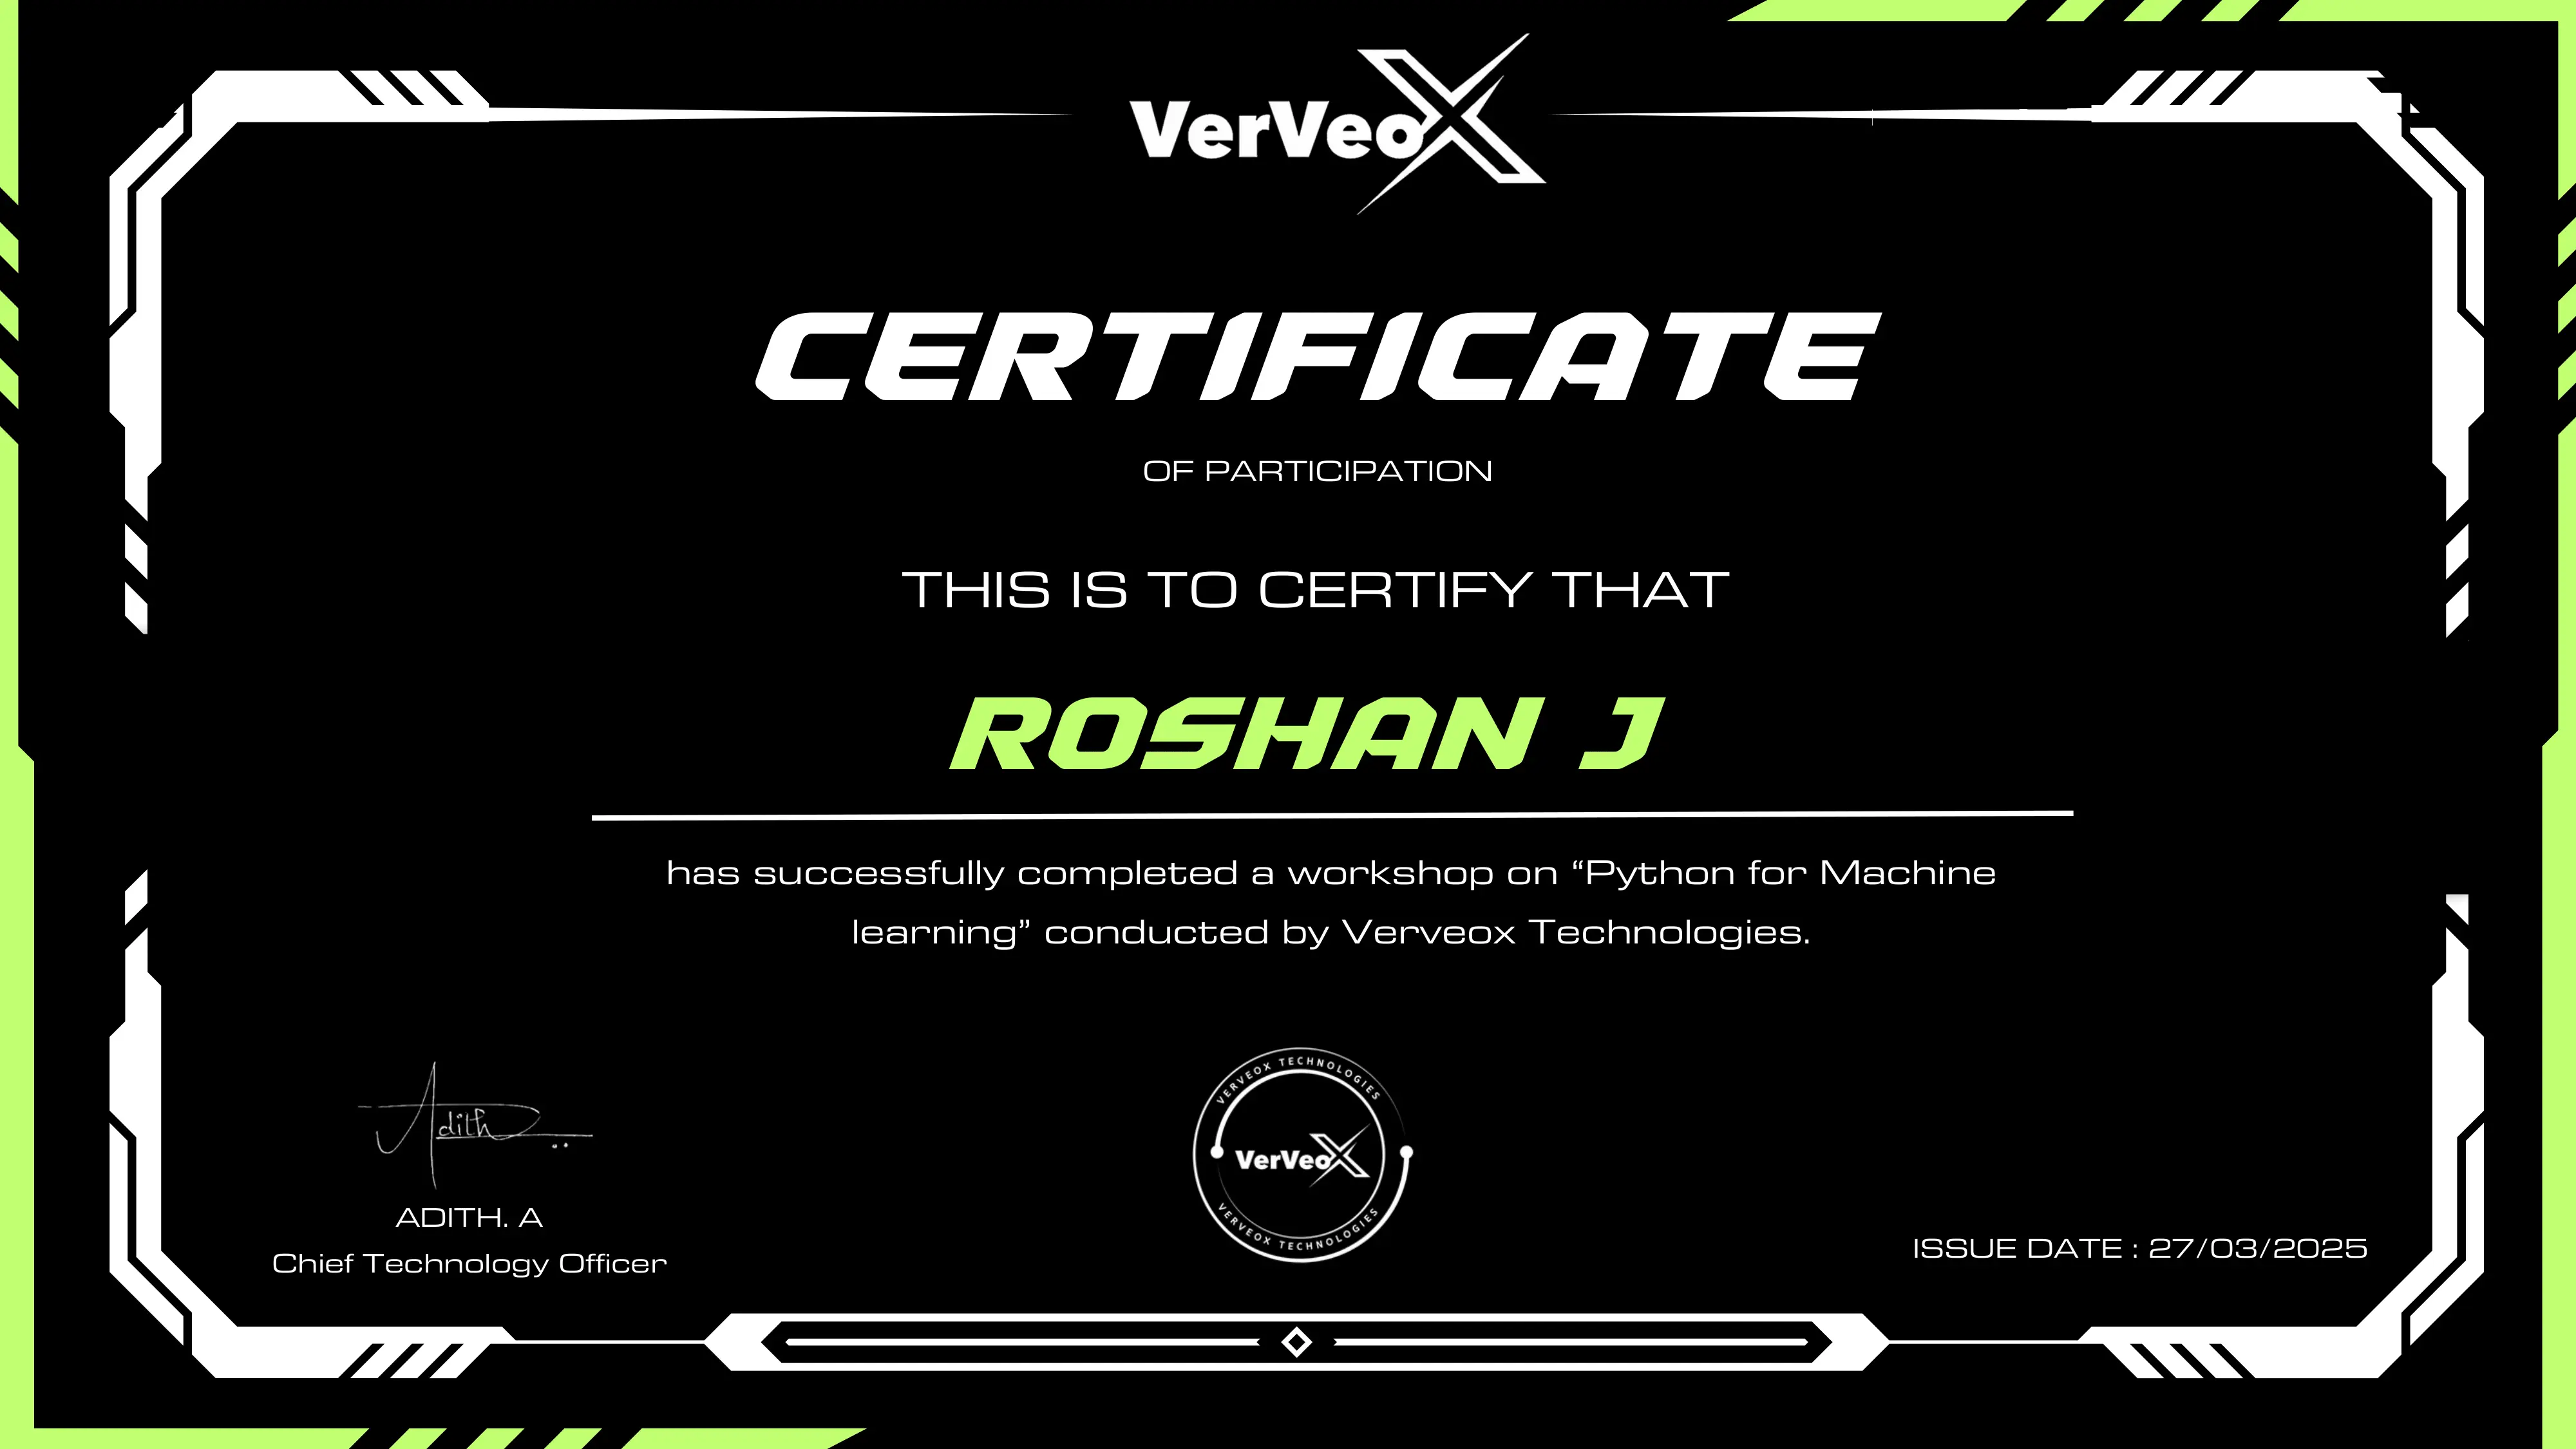 VerVeoX
CERTIFICATE
OF PARTICIPATION
THIS IS TO CERTIFY THAT
ROSHAN J
has successfully completed a workshop on “Python for Machine
learning” conducted by Verveox Technologies.
Adith
ADITH. A
Chief Technology Officer
VERVEOX TECHNOLOGIES
VerVeoX
VERVEOX TECHNOLOGIES
ISSUE DATE : 27/03/2025